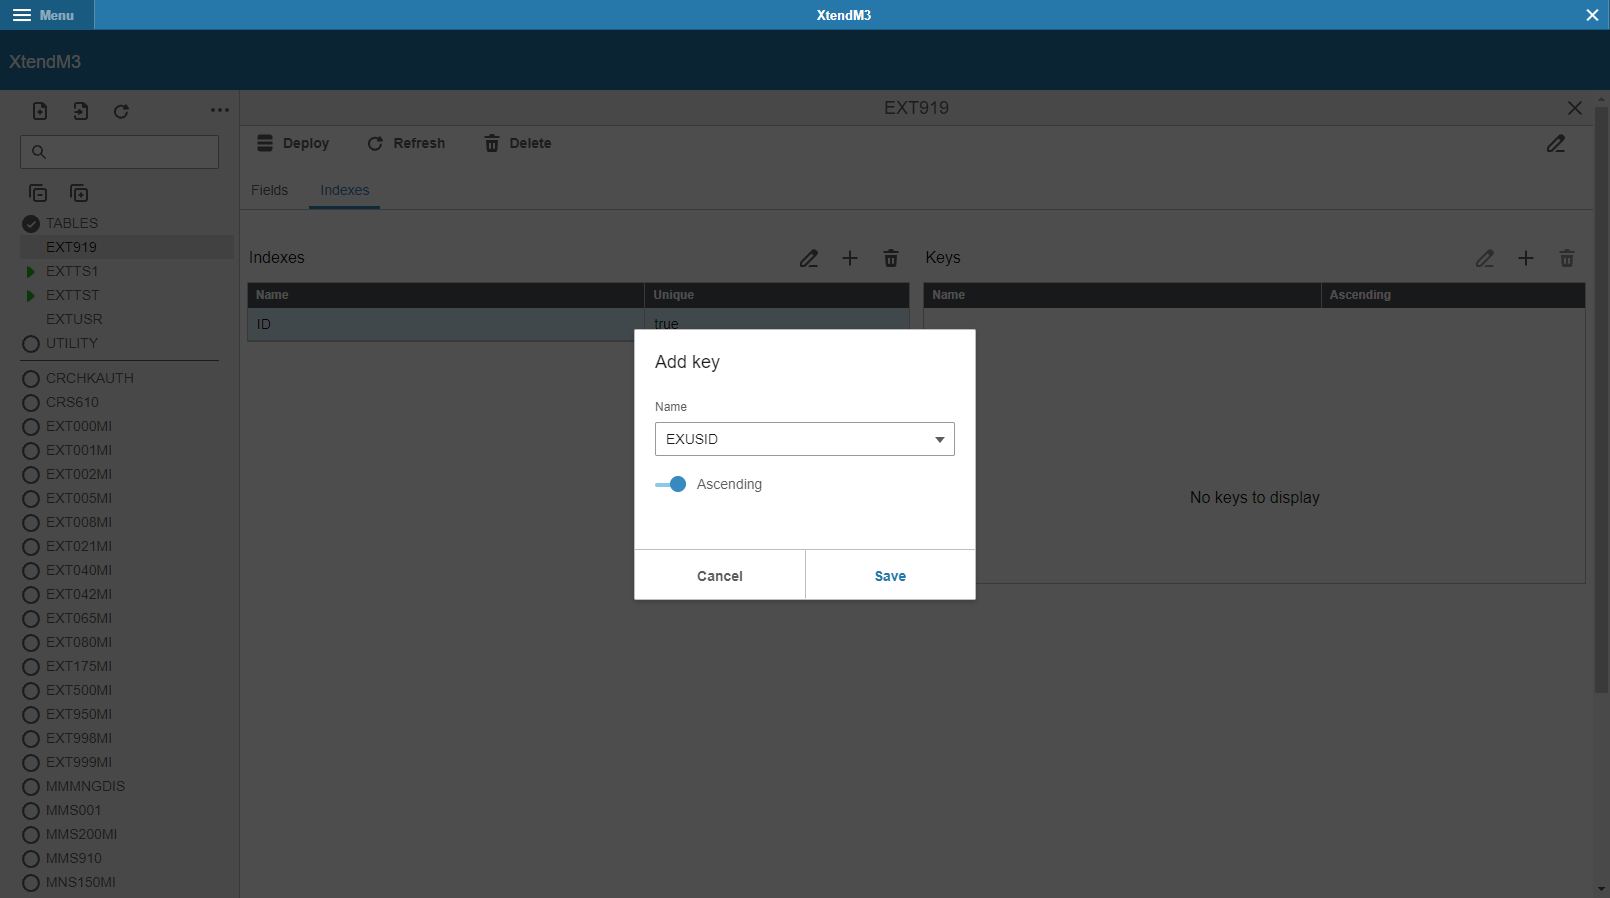 Menu
XtendM3
XtendM3
EXT919
Deploy
Refresh
Delete
Fields
Indexes
TABLES
EXT919
EXTTS1
EXTTST
EXTUSR
UTILITY
CRCHKAUTH
CRS610
EXT000MI
EXT001MI
EXT002MI
EXT005MI
EXT008MI
EXT021MI
EXT040MI
EXT042MI
EXT065MI
EXT080MI
EXT175MI
EXT500MI
EXT950MI
EXT998MI
EXT999MI
MMMNGDIS
MMS001
MMS200MI
MMS910
MNS150MI
Indexes
Name
Unique
ID
true
Keys
Name
Ascending
No keys to display
Add key
Name
EXUSID
Ascending
Cancel
Save